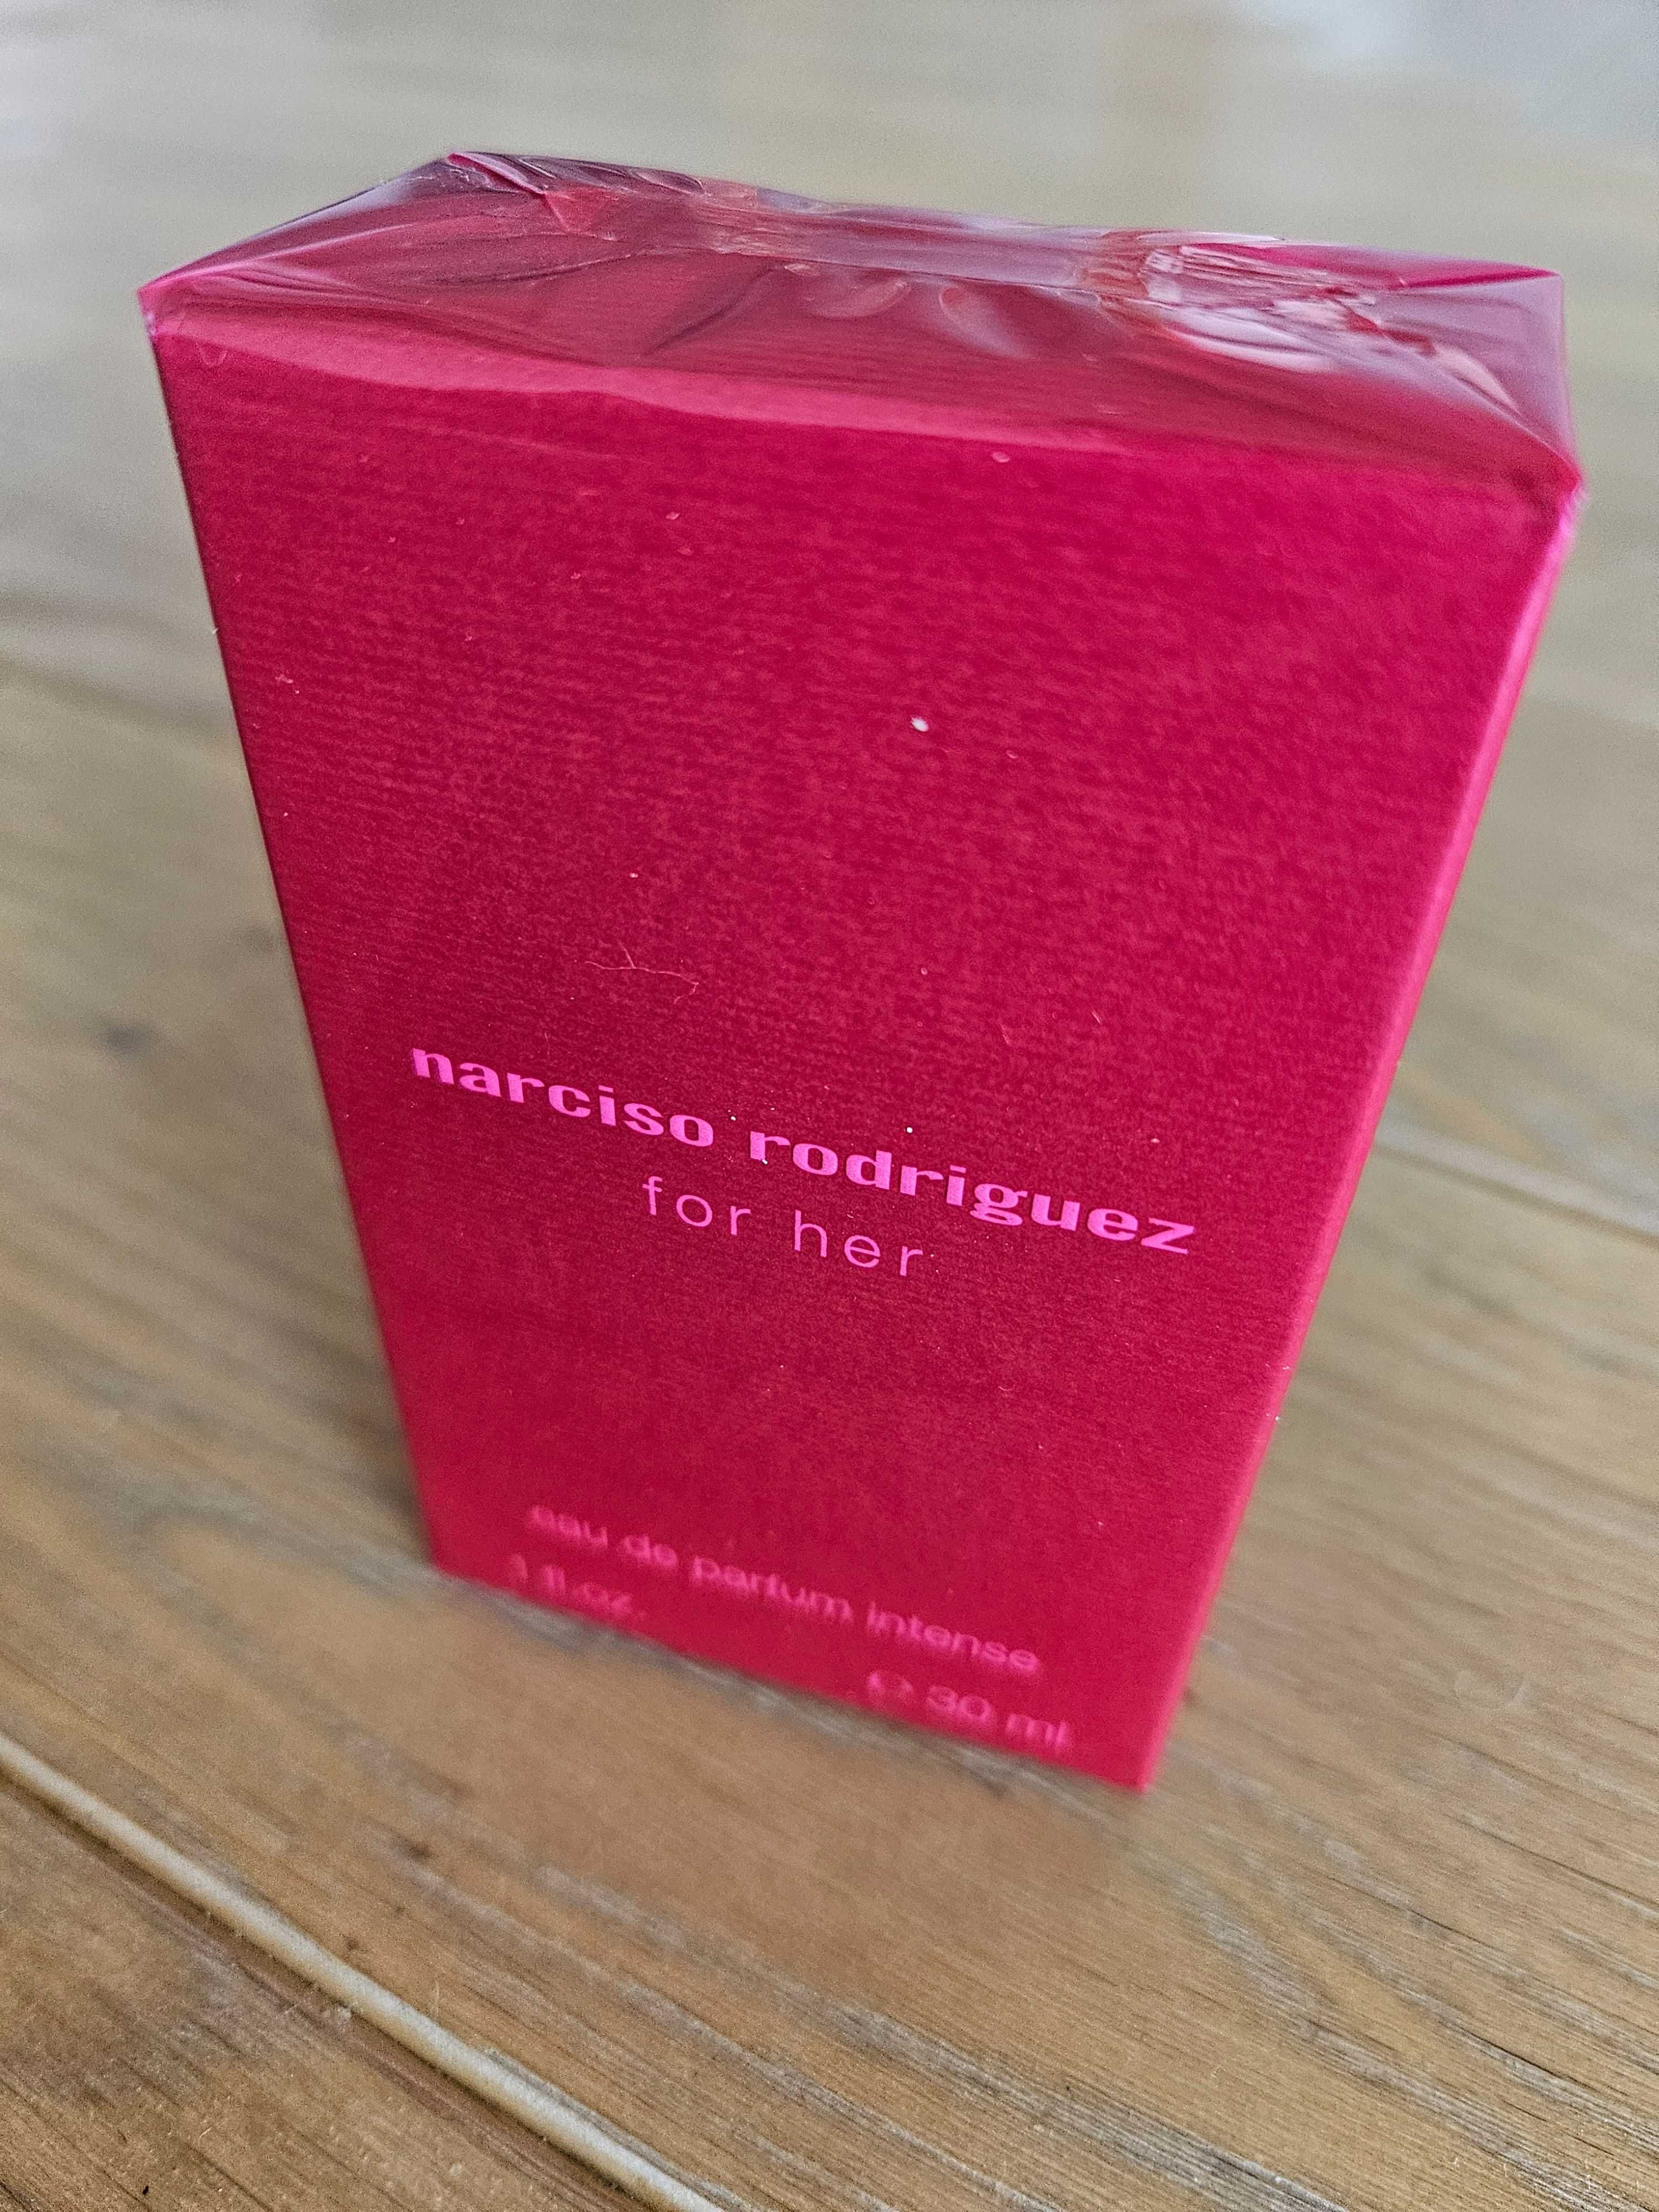 narciso rodriguez
for her
eau de parfum intense
1 fl.oz.
℮ 30 ml